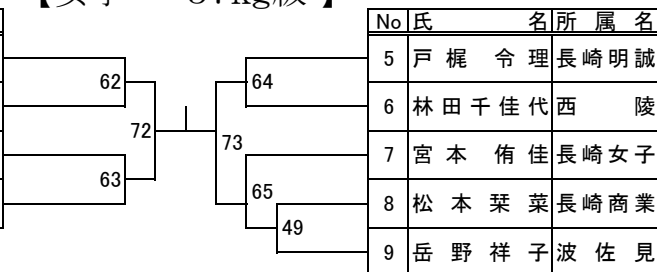 【女子 －57kg級】
No 氏 名 所 属 名
5 戸 梶 令 理 長崎明誠
62 64
6 林田千佳代 西 陵
72 73
7 宮 本 侑 佳 長崎女子
63 65
8 松 本 栞 菜 長崎商業
49
9 岳 野 祥 子 波 佐 見